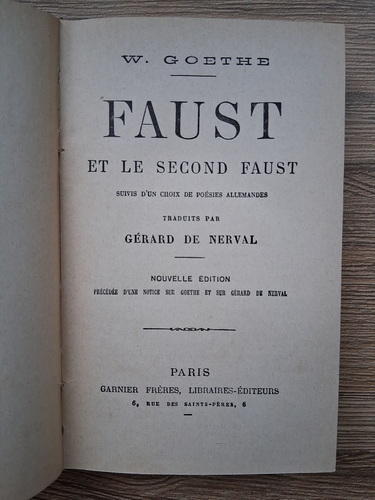 W. GOETHE
FAUST
ET LE SECOND FAUST
SUIVIS D'UN CHOIX DE POÉSIES ALLEMANDES
TRADUITS PAR
GÉRARD DE NERVAL
NOUVELLE ÉDITION
PRÉCÉDÉE D'UNE NOTICE SUR GOETHE ET SUR GÉRARD DE NERVAL
PARIS
GARNIER FRÈRES, LIBRAIRES-ÉDITEURS
6, RUE DES SAINTS-PÈRES, 6